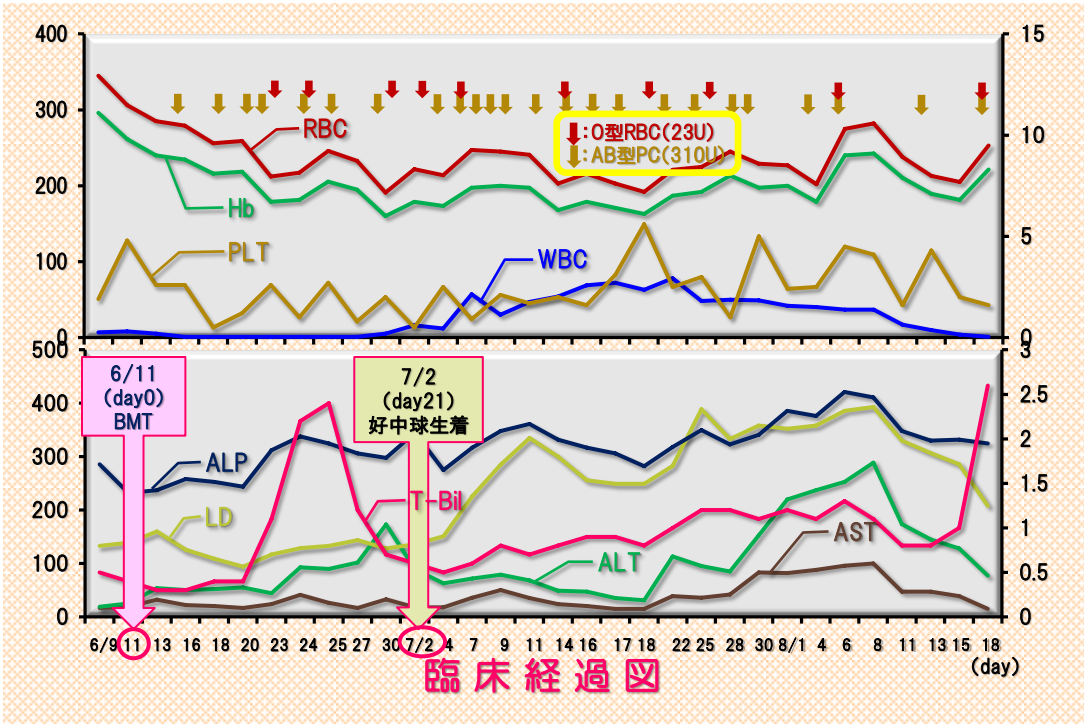 400
300
200
100
0
15
10
5
0
RBC
Hb
PLT
WBC
:O型RBC(23U)
:AB型PC(310U)
500
400
300
200
100
0
3
2.5
2
1.5
1
0.5
0
6/11
(day0)
BMT
7/2
(day21)
好中球生着
ALP
LD
T-Bil
ALT
AST
6/9 11 13 16 18 20 22 24 25 27 30 7/2 4 7 9 11 14 15 17 18 22 25 28 30 8/1 4 6 8 11 13 15 18
(day)
臨床経過図